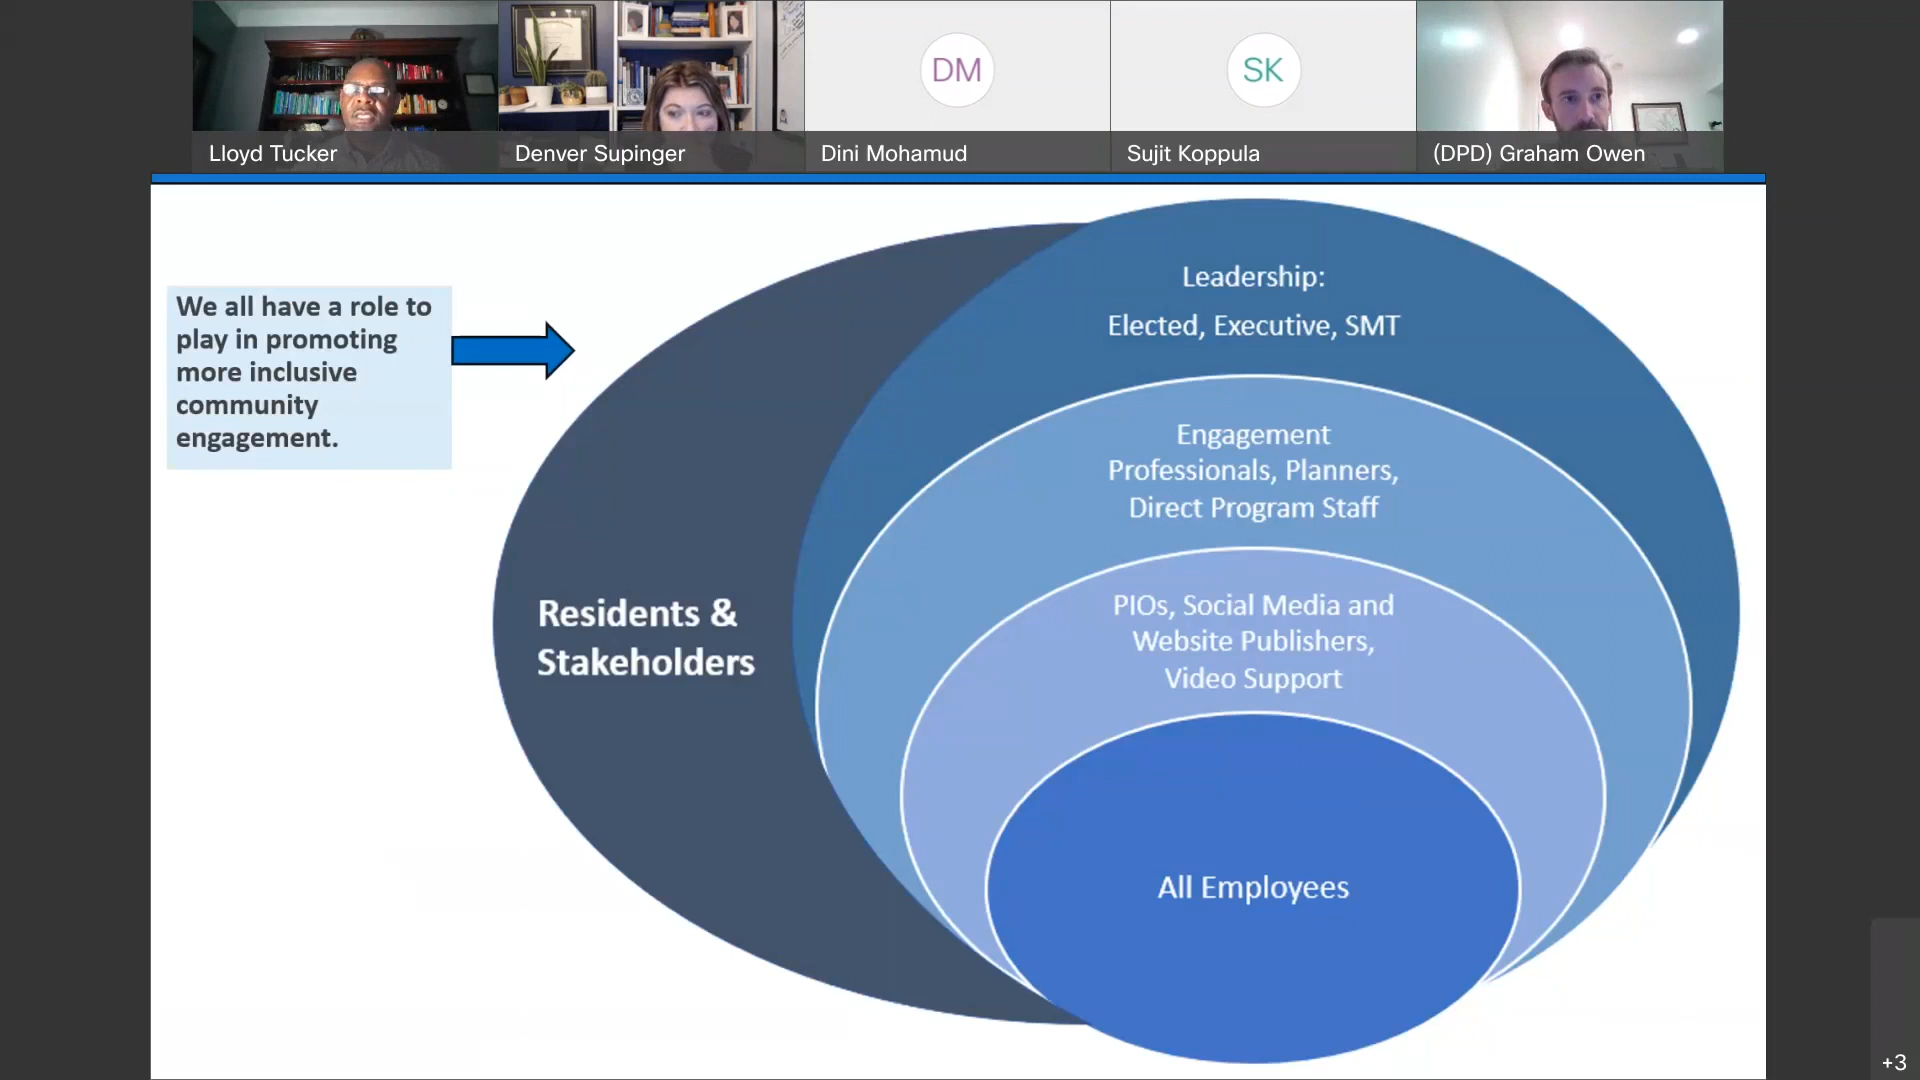 DM
SK
Lloyd Tucker
Denver Supinger
Dini Mohamud
Sujit Koppula
(DPD) Graham Owen
We all have a role to
play in promoting
more inclusive
community
engagement.
Leadership:
Elected, Executive, SMT
Engagement
Professionals, Planners,
Direct Program Staff
Residents &
Stakeholders
PIOs, Social Media and
Website Publishers,
Video Support
All Employees
+3